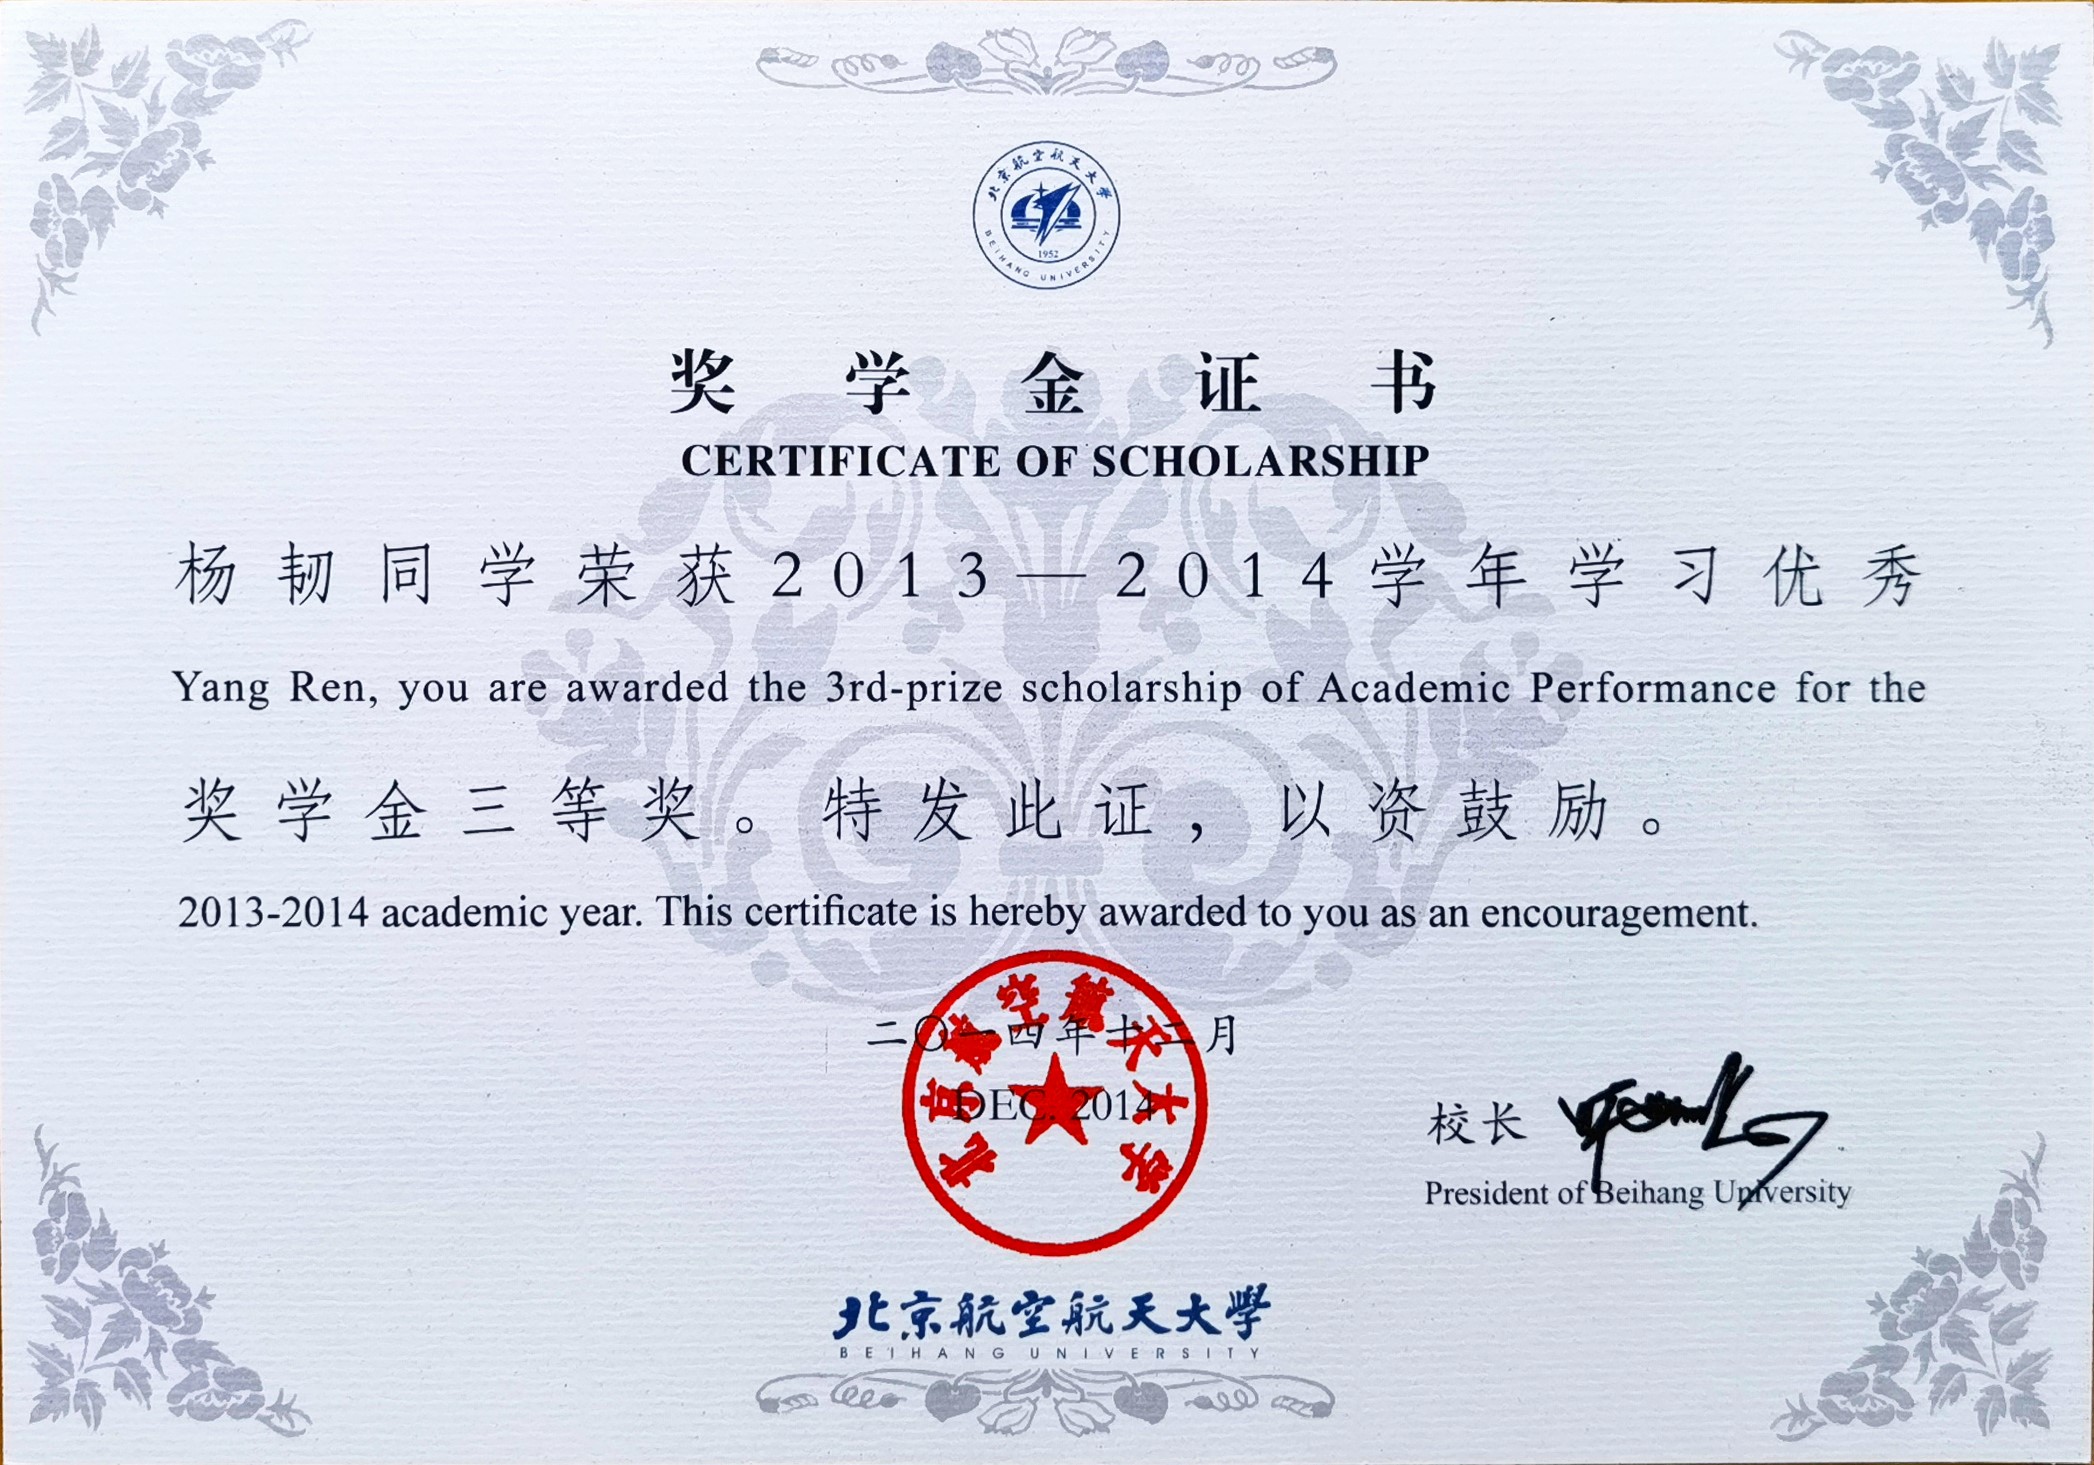 北京航空航天大学
BEIHANG UNIVERSITY
1952
奖学金证书
CERTIFICATE OF SCHOLARSHIP
杨韧同学荣获2013—2014学年学习优秀
Yang Ren, you are awarded the 3rd-prize scholarship of Academic Performance for the
奖学金三等奖。特发此证，以资鼓励。
2013-2014 academic year. This certificate is hereby awarded to you as an encouragement.
北京航空航天大学
二〇一四年十二月
DEC. 2014
校长
President of Beihang University
北京航空航天大學
BEIHANG UNIVERSITY